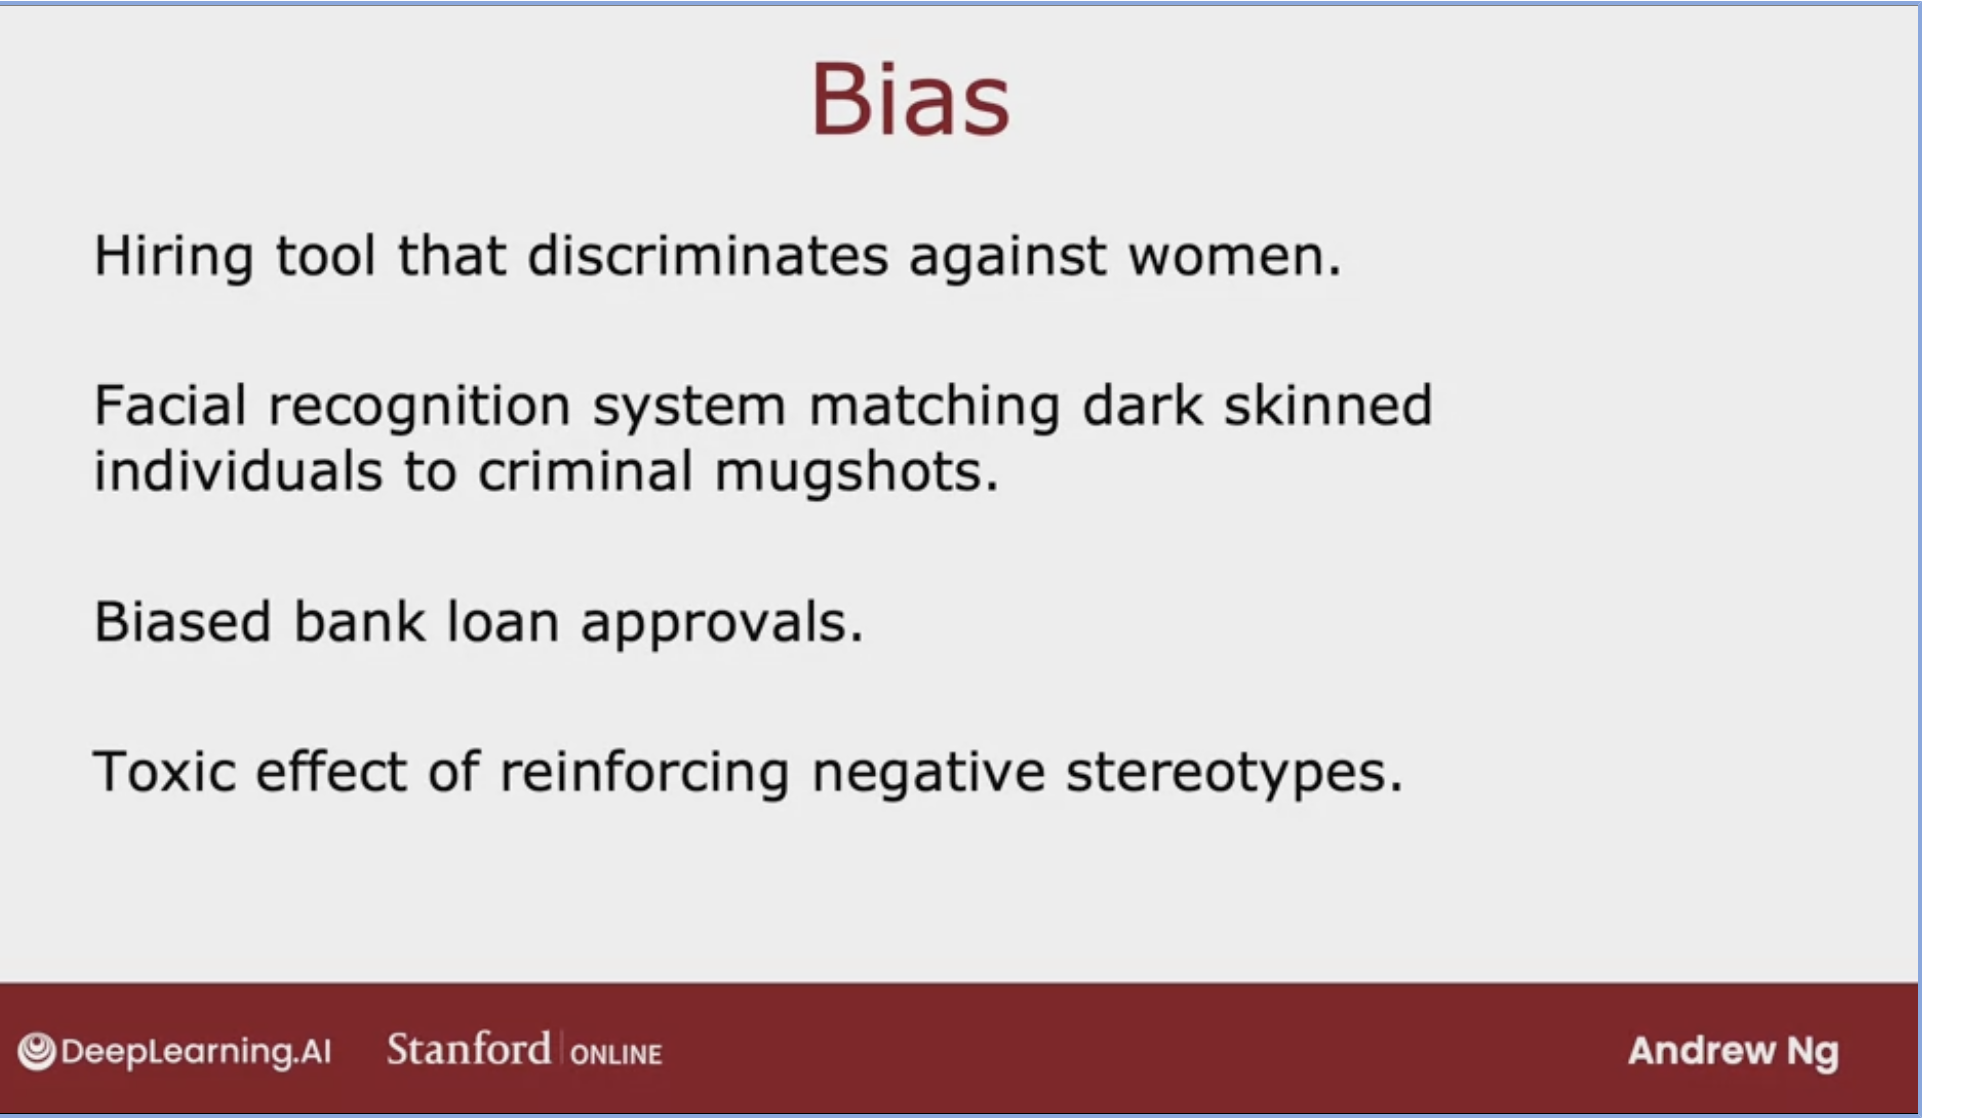 Bias
Hiring tool that discriminates against women.
Facial recognition system matching dark skinned
individuals to criminal mugshots.
Biased bank loan approvals.
Toxic effect of reinforcing negative stereotypes.
DeepLearning.AI
Stanford ONLINE
Andrew Ng